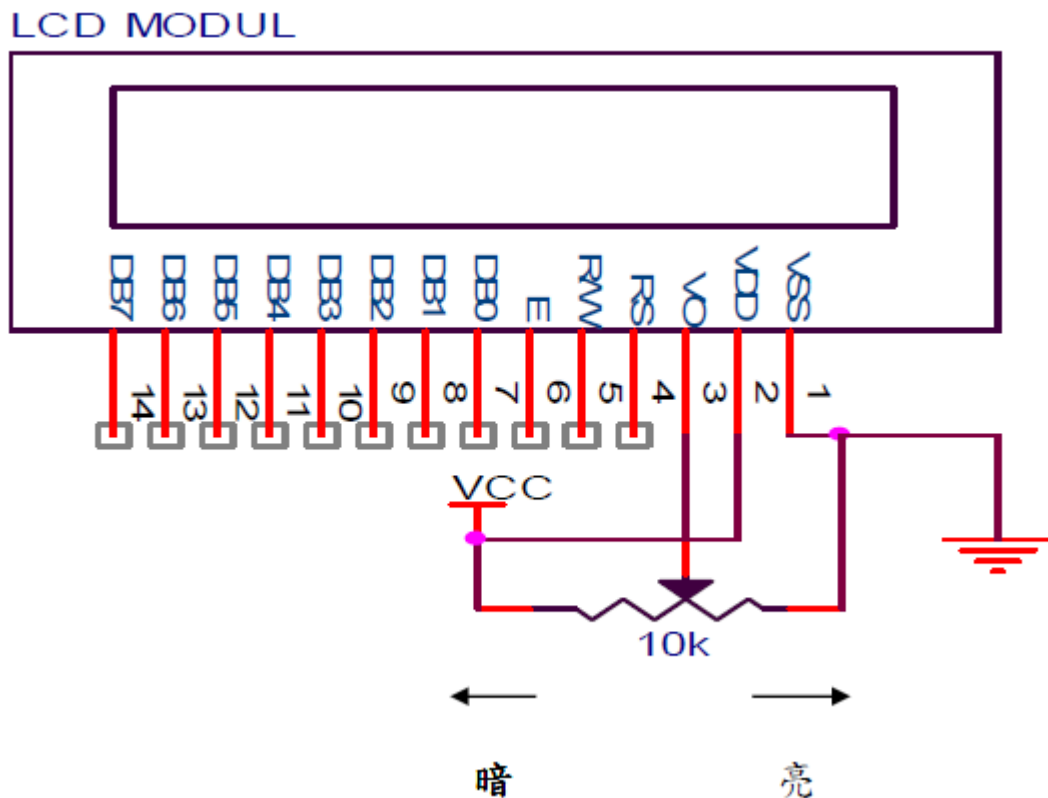 LCD MODUL
DB7 DB6 DB5 DB4 DB3 DB2 DB1 DB0 E R/W RS VO VDD VSS
14 13 12 11 10 9 8 7 6 5 4 3 2 1
VCC
10k
暗 亮